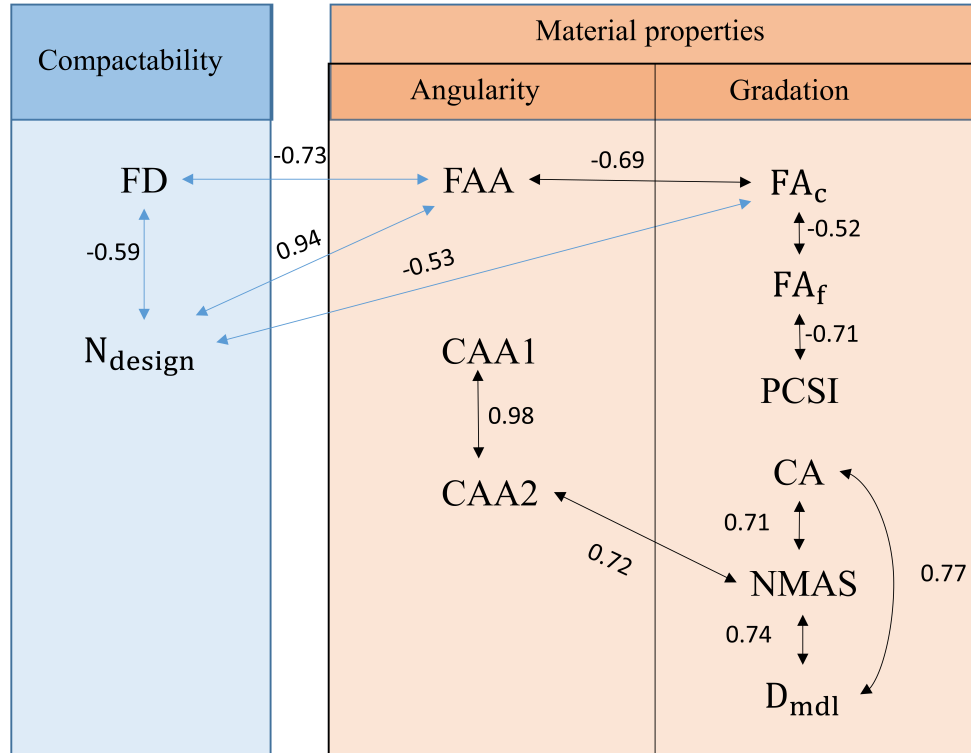 Compactability
Material properties
Angularity
Gradation
-0.73
-0.69
FD
FAA
FAc
-0.59
0.94
-0.53
-0.52
FAf
Ndesign
-0.71
CAA1
PCSI
0.98
CA
CAA2
0.71
0.72
0.77
NMAS
0.74
Dmdl